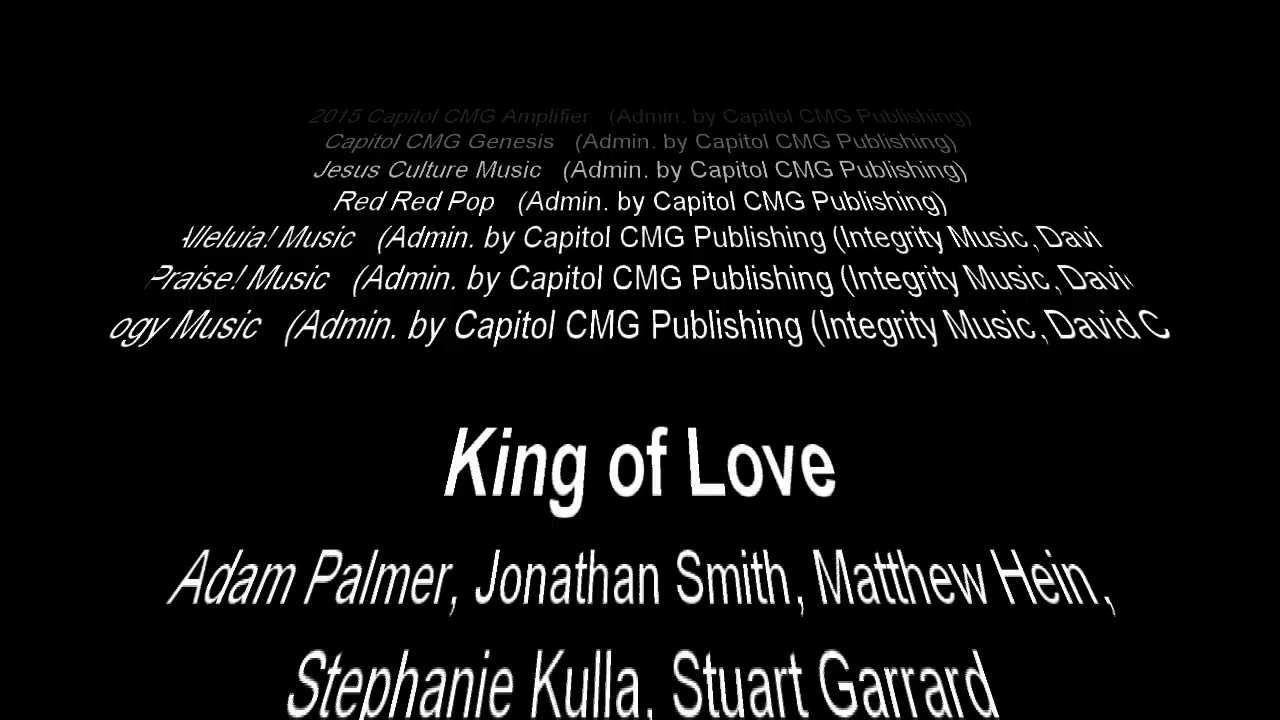 2015 Capitol CMG Amplifier (Admin. by Capitol CMG Publishing)
Capitol CMG Genesis (Admin. by Capitol CMG Publishing)
Jesus Culture Music (Admin. by Capitol CMG Publishing)
Red Red Pop (Admin. by Capitol CMG Publishing)
lleluia! Music (Admin. by Capitol CMG Publishing (Integrity Music, Davi
Praise! Music (Admin. by Capitol CMG Publishing (Integrity Music, Davi
ogy Music (Admin. by Capitol CMG Publishing (Integrity Music, David C
King of Love
Adam Palmer, Jonathan Smith, Matthew Hein,
Stephanie Kulla, Stuart Garrard